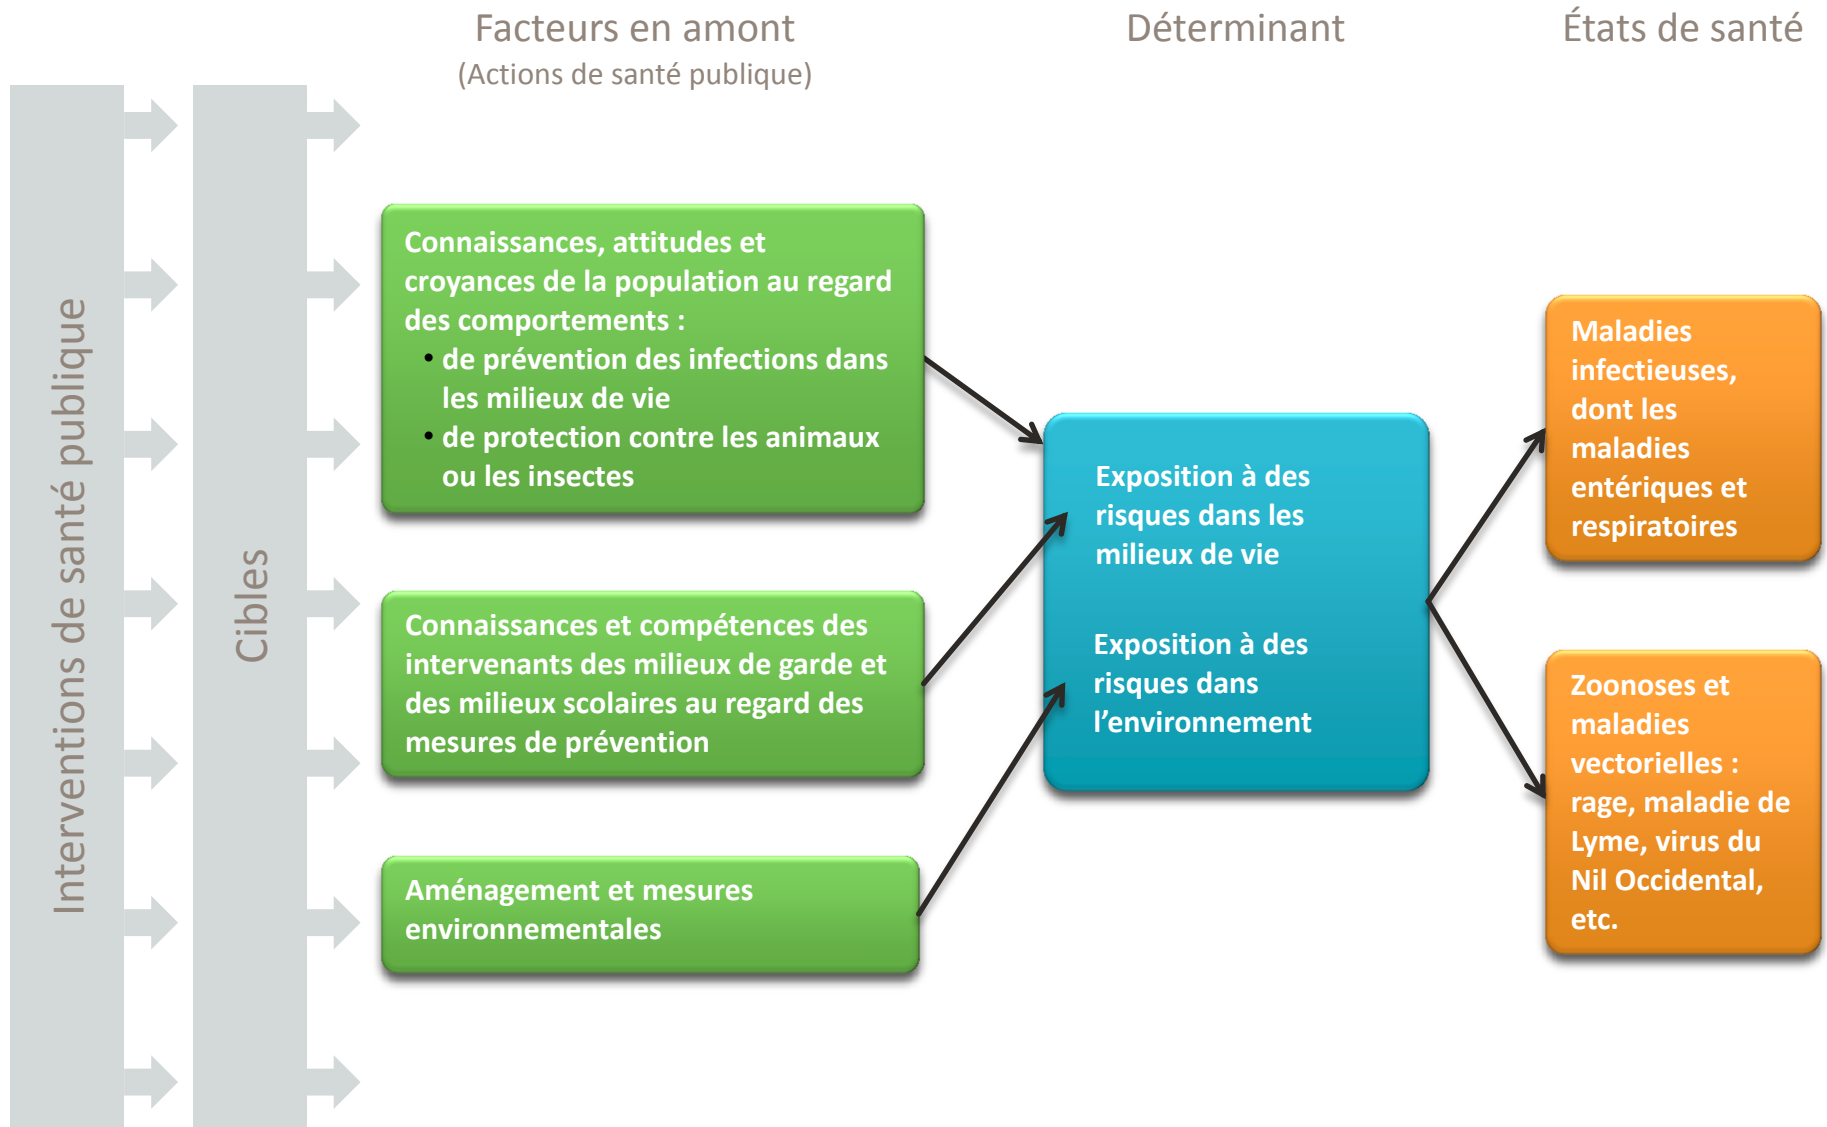 Facteurs en amont
(Actions de santé publique)
Déterminant
États de santé
Interventions de santé publique
Cibles
Connaissances, attitudes et
croyances de la population au regard
des comportements :
• de prévention des infections dans
les milieux de vie
• de protection contre les animaux
ou les insectes
Connaissances et compétences des
intervenants des milieux de garde et
des milieux scolaires au regard des
mesures de prévention
Aménagement et mesures
environnementales
Exposition à des
risques dans les
milieux de vie
Exposition à des
risques dans
l’environnement
Maladies
infectieuses,
dont les
maladies
entériques et
respiratoires
Zoonoses et
maladies
vectorielles :
rage, maladie de
Lyme, virus du
Nil Occidental,
etc.